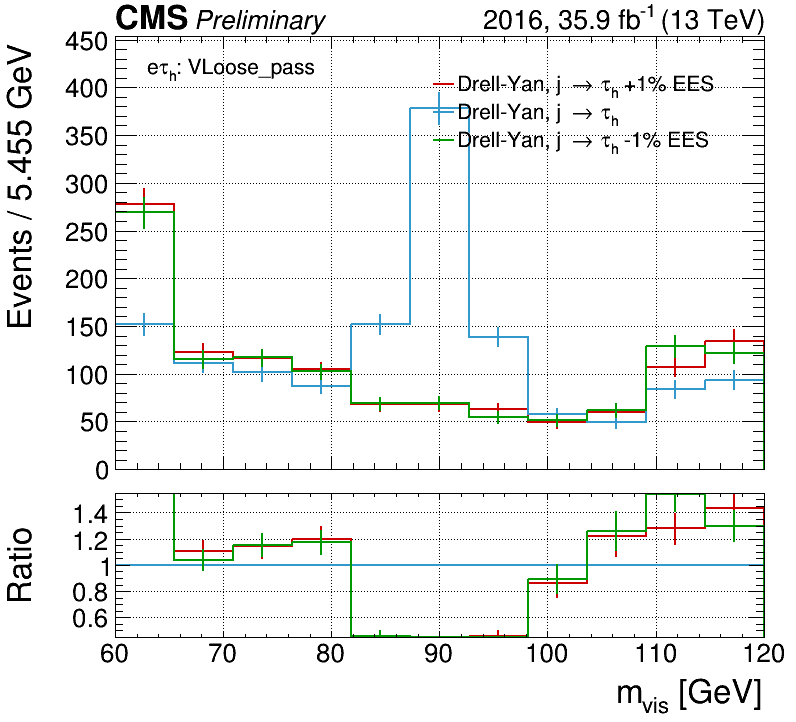 CMS Preliminary 2016, 35.9 fb⁻¹ (13 TeV)
eτₕ: VLoose_pass
Drell-Yan, j → τₕ +1% EES
Drell-Yan, j → τₕ
Drell-Yan, j → τₕ -1% EES
Events / 5.455 GeV
450
400
350
300
250
200
150
100
50
0
Ratio
1.4
1.2
1
0.8
0.6
60 70 80 90 100 110 120
m_vis [GeV]